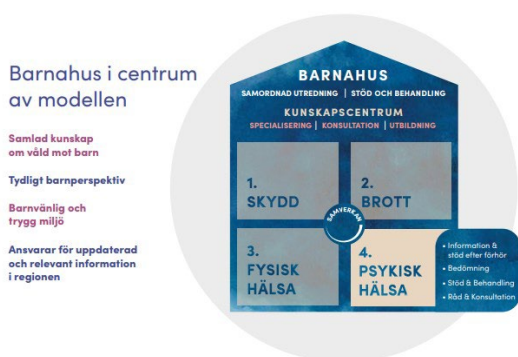 Barnahus i centrum
av modellen
Samlad kunskap
om våld mot barn
Tydligt barnperspektiv
Barnvänlig och
trygg miljö
Ansvarar för uppdaterad
och relevant information
i regionen
BARNAHUS
SAMORDNAD UTREDNING | STÖD OCH BEHANDLING
KUNSKAPSCENTRUM
SPECIALISERING | KONSULTATION | UTBILDNING
1.
SKYDD
2.
BROTT
SAMVERKAN
3.
FYSISK
HÄLSA
4.
PSYKISK
HÄLSA
• Information &
stöd efter förhör
• Bedömning
• Stöd & Behandling
• Råd & Konsultation